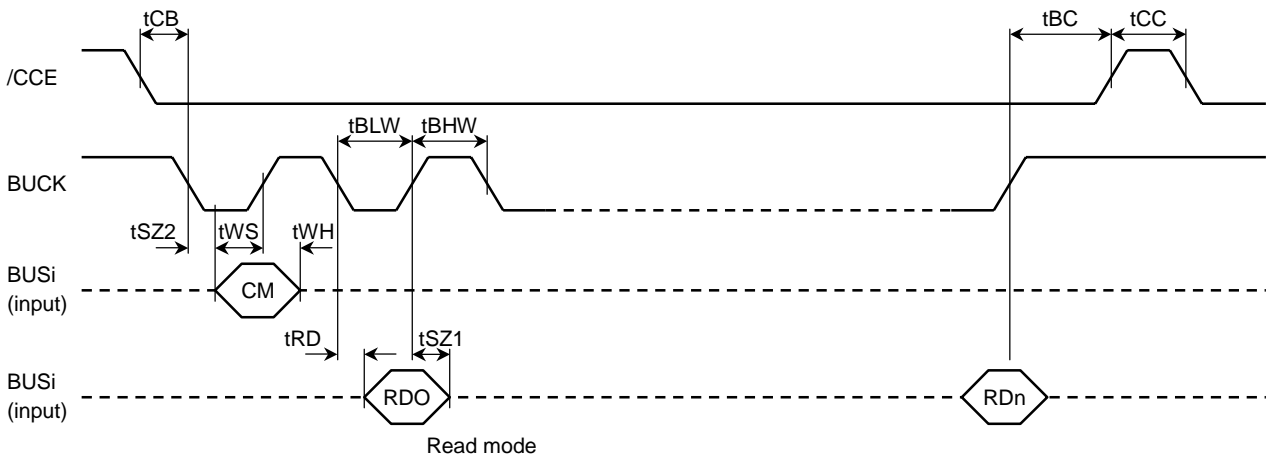 tCB
tBC
tCC
/CCE
tBLW
tBHW
BUCK
tSZ2
tWS
tWH
BUSi
(input)
CM
tRD
tSZ1
BUSi
(input)
RDO
RDn
Read mode